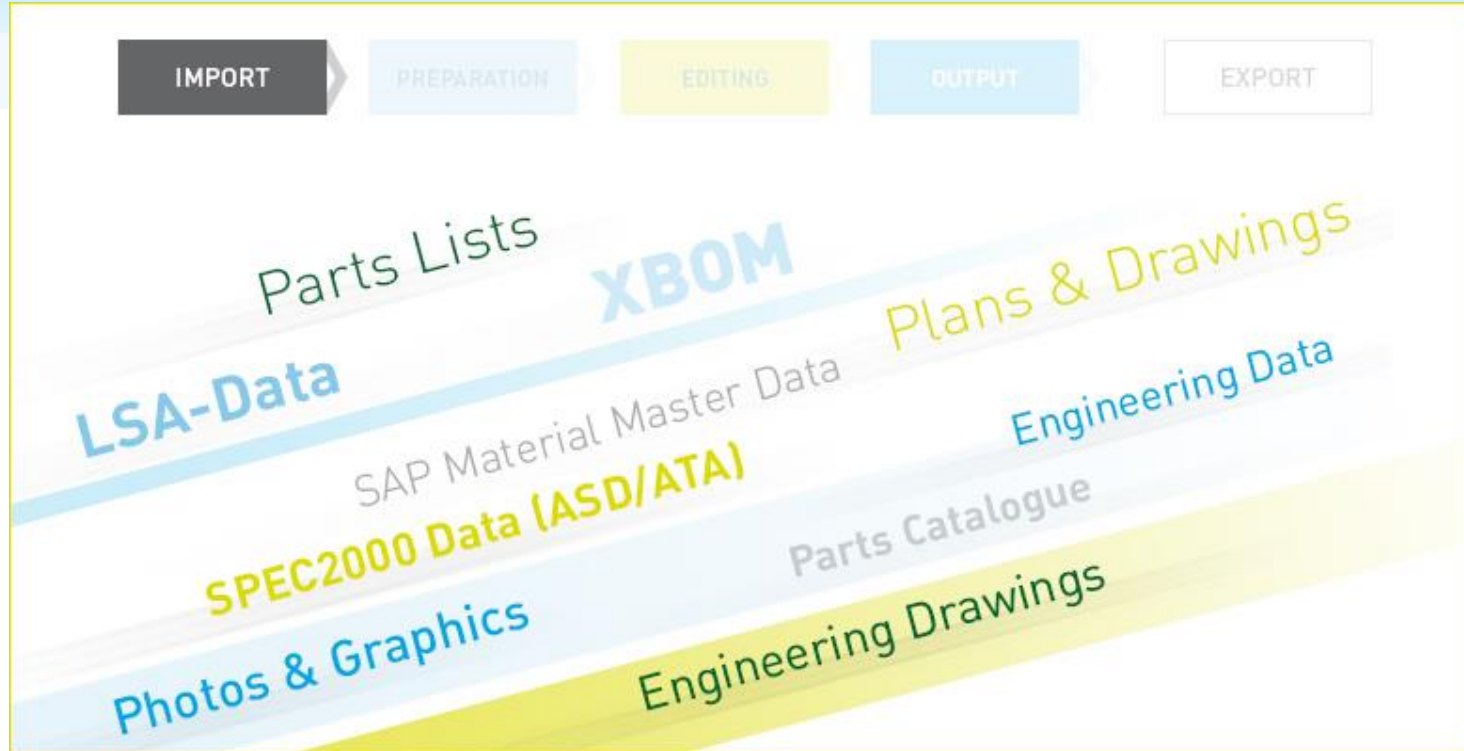 IMPORT
PREPARATION
EDITING
OUTPUT
EXPORT
Parts Lists
XBOM
Plans & Drawings
LSA-Data
SAP Material Master Data
Engineering Data
SPEC2000 Data (ASD/ATA)
Parts Catalogue
Photos & Graphics
Engineering Drawings